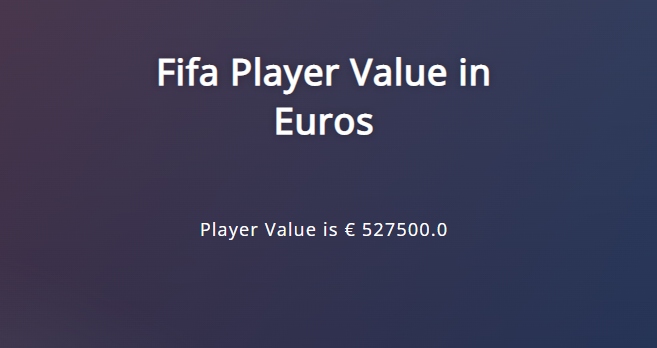 Fifa Player Value in
Euros
Player Value is € 527500.0